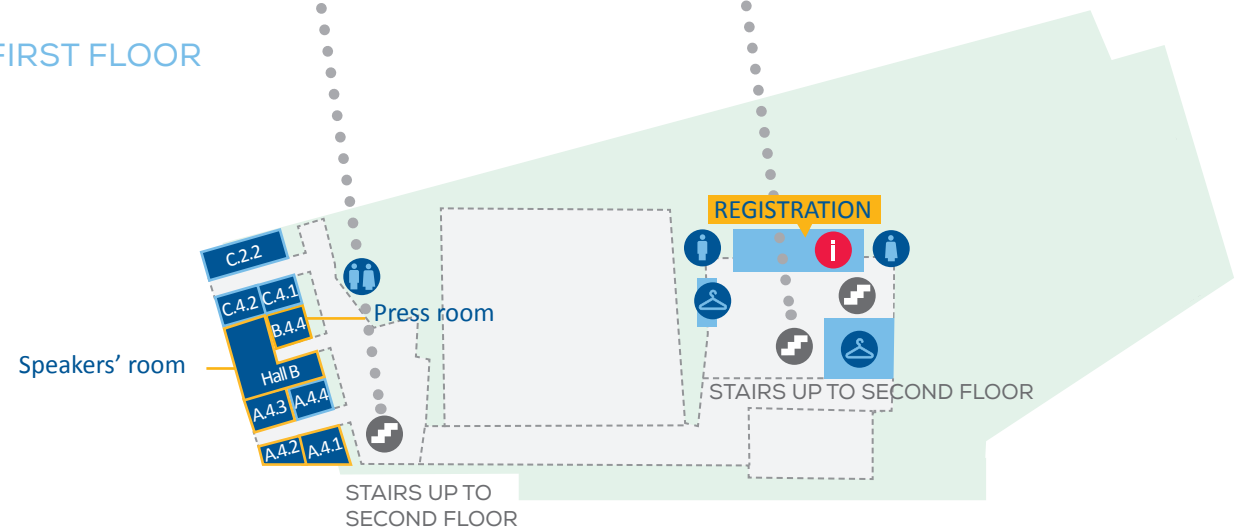 FIRST FLOOR
REGISTRATION
C.2.2
C.4.2
C.4.1
B.4.4
Press room
Speakers’ room
Hall B
A.4.3
A.4.4
A.4.2
A.4.1
i
STAIRS UP TO SECOND FLOOR
STAIRS UP TO
SECOND FLOOR